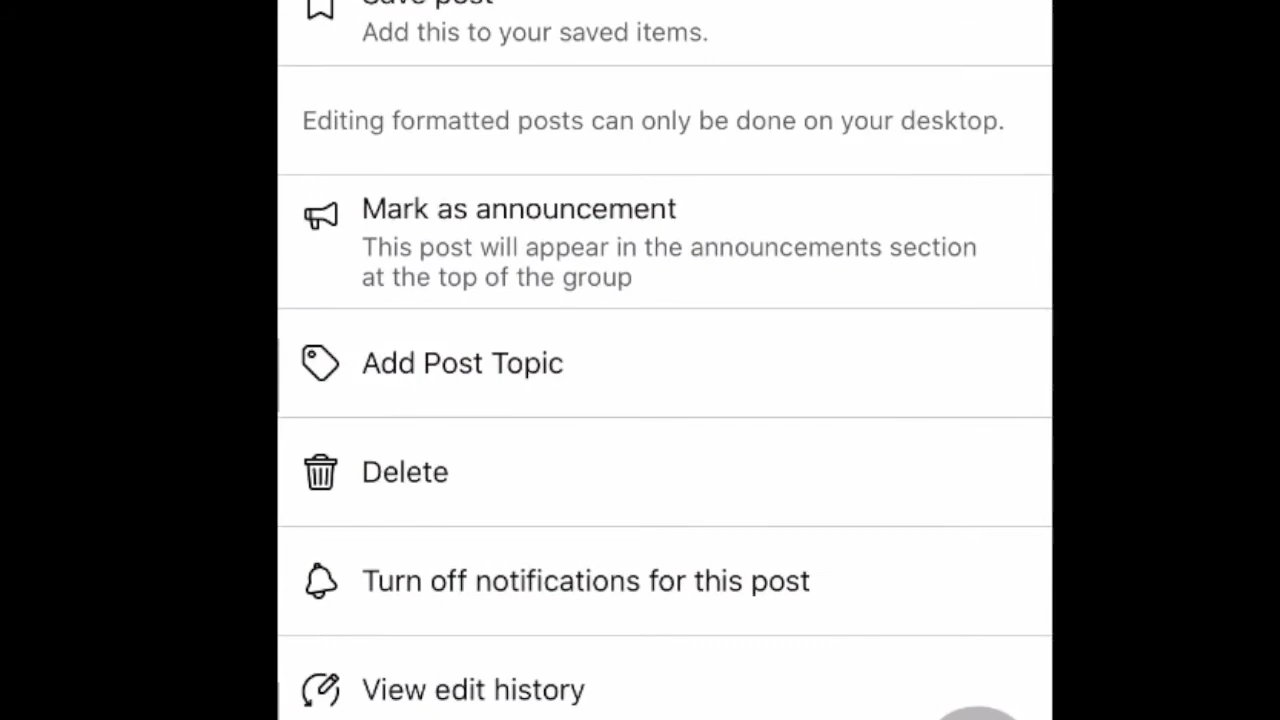 Save post
Add this to your saved items.
Editing formatted posts can only be done on your desktop.
Mark as announcement
This post will appear in the announcements section
at the top of the group
Add Post Topic
Delete
Turn off notifications for this post
View edit history